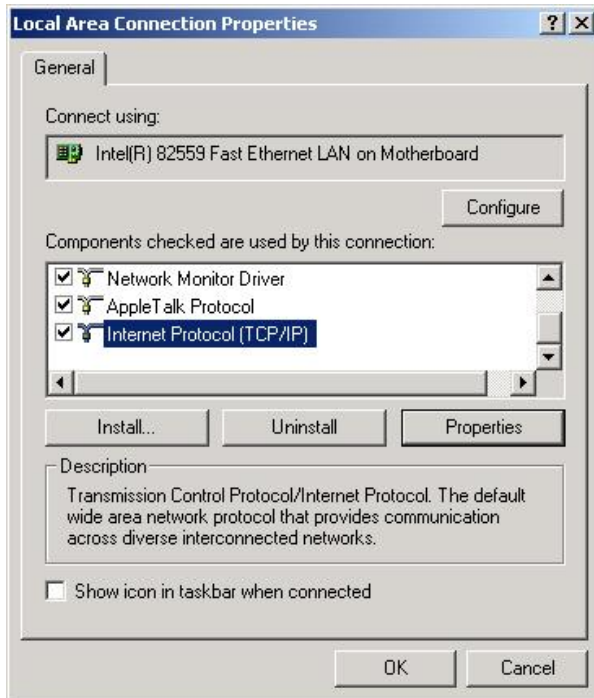 Local Area Connection Properties
General
Connect using:
Intel(R) 82559 Fast Ethernet LAN on Motherboard
Configure
Components checked are used by this connection:
Network Monitor Driver
AppleTalk Protocol
Internet Protocol (TCP/IP)
Install... Uninstall Properties
Description
Transmission Control Protocol/Internet Protocol. The default
wide area network protocol that provides communication
across diverse interconnected networks.
Show icon in taskbar when connected
OK Cancel